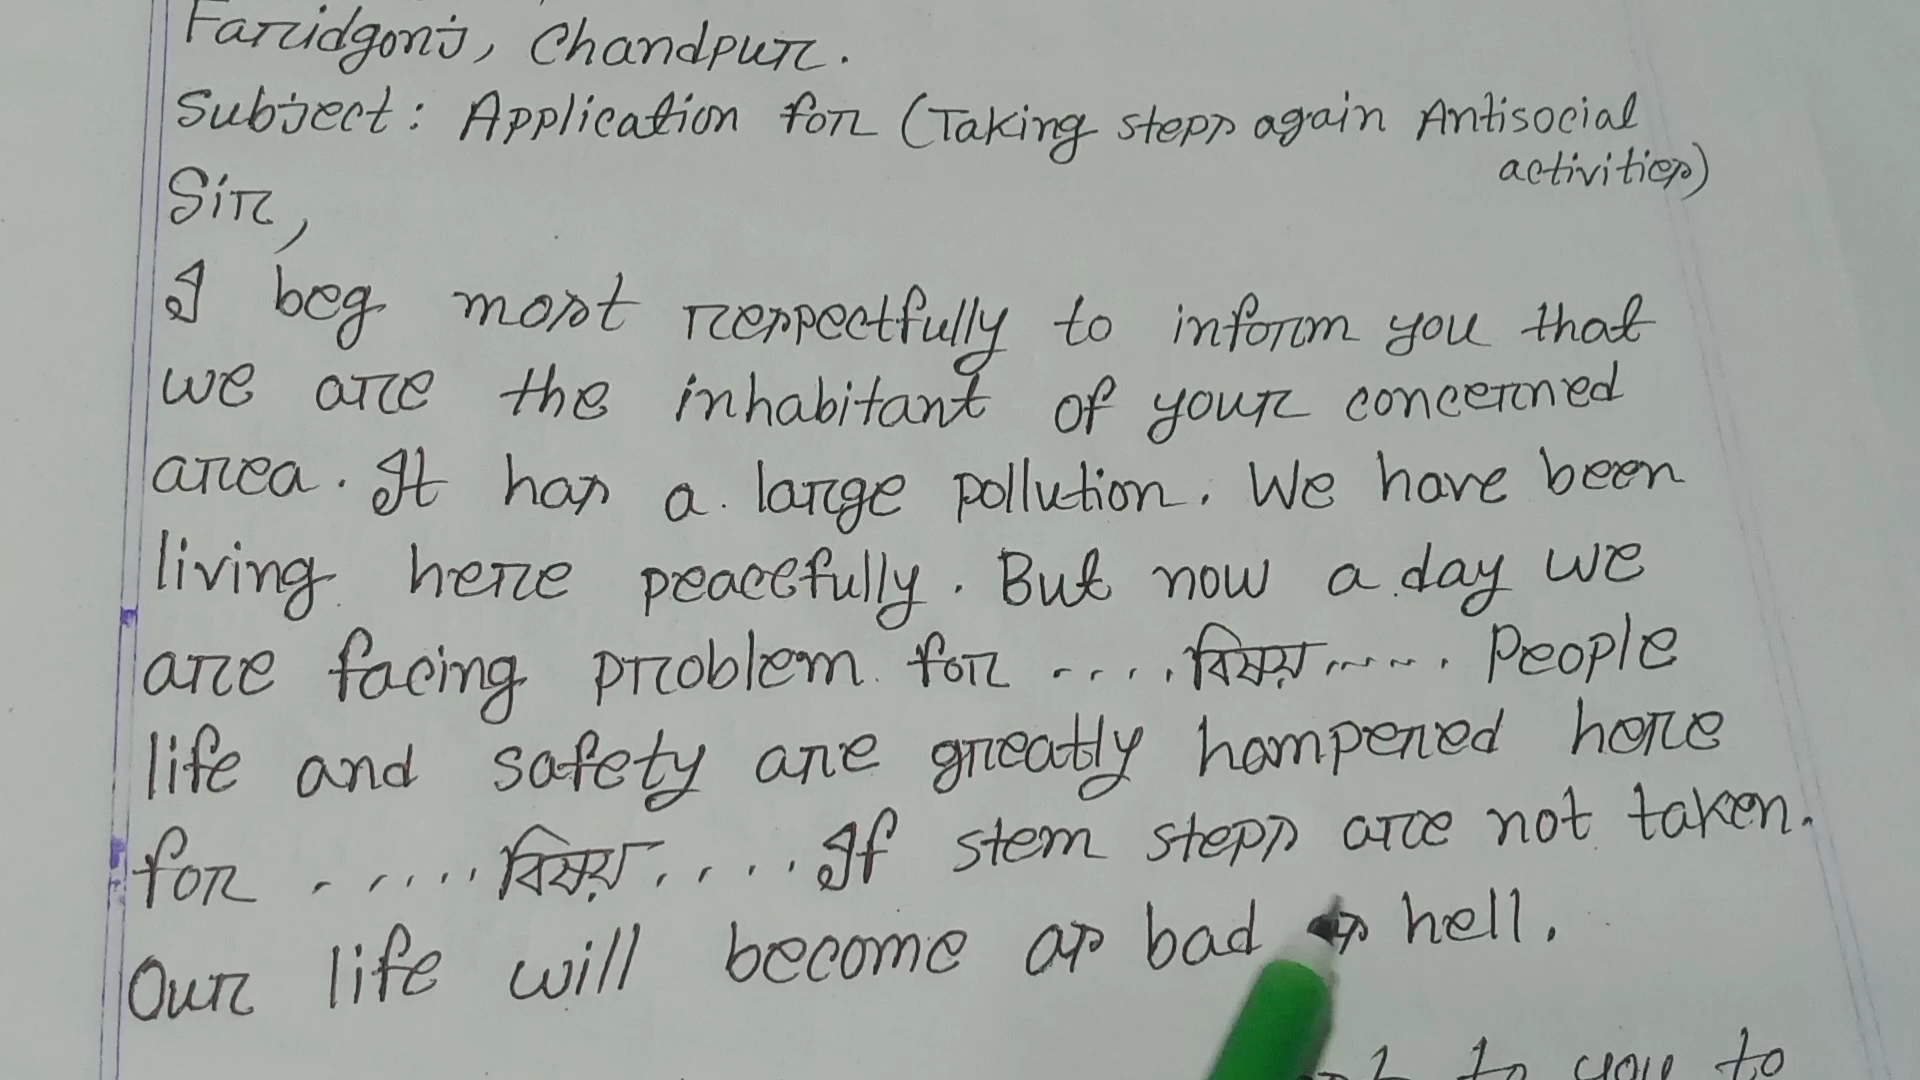 Faridgonj, Chandpur.
Subject: Application for (Taking steps again Antisocial
activities)
Sir,
I beg most respectfully to inform you that
we are the inhabitant of your concerned
area. It has a large pollution. We have been
living here peacefully. But now a day we
are facing problem for .....বিষয়...... People
life and safety are greatly hampered here
for ......বিষয়..... If stem steps are not taken.
Our life will become as bad as hell.
to you to